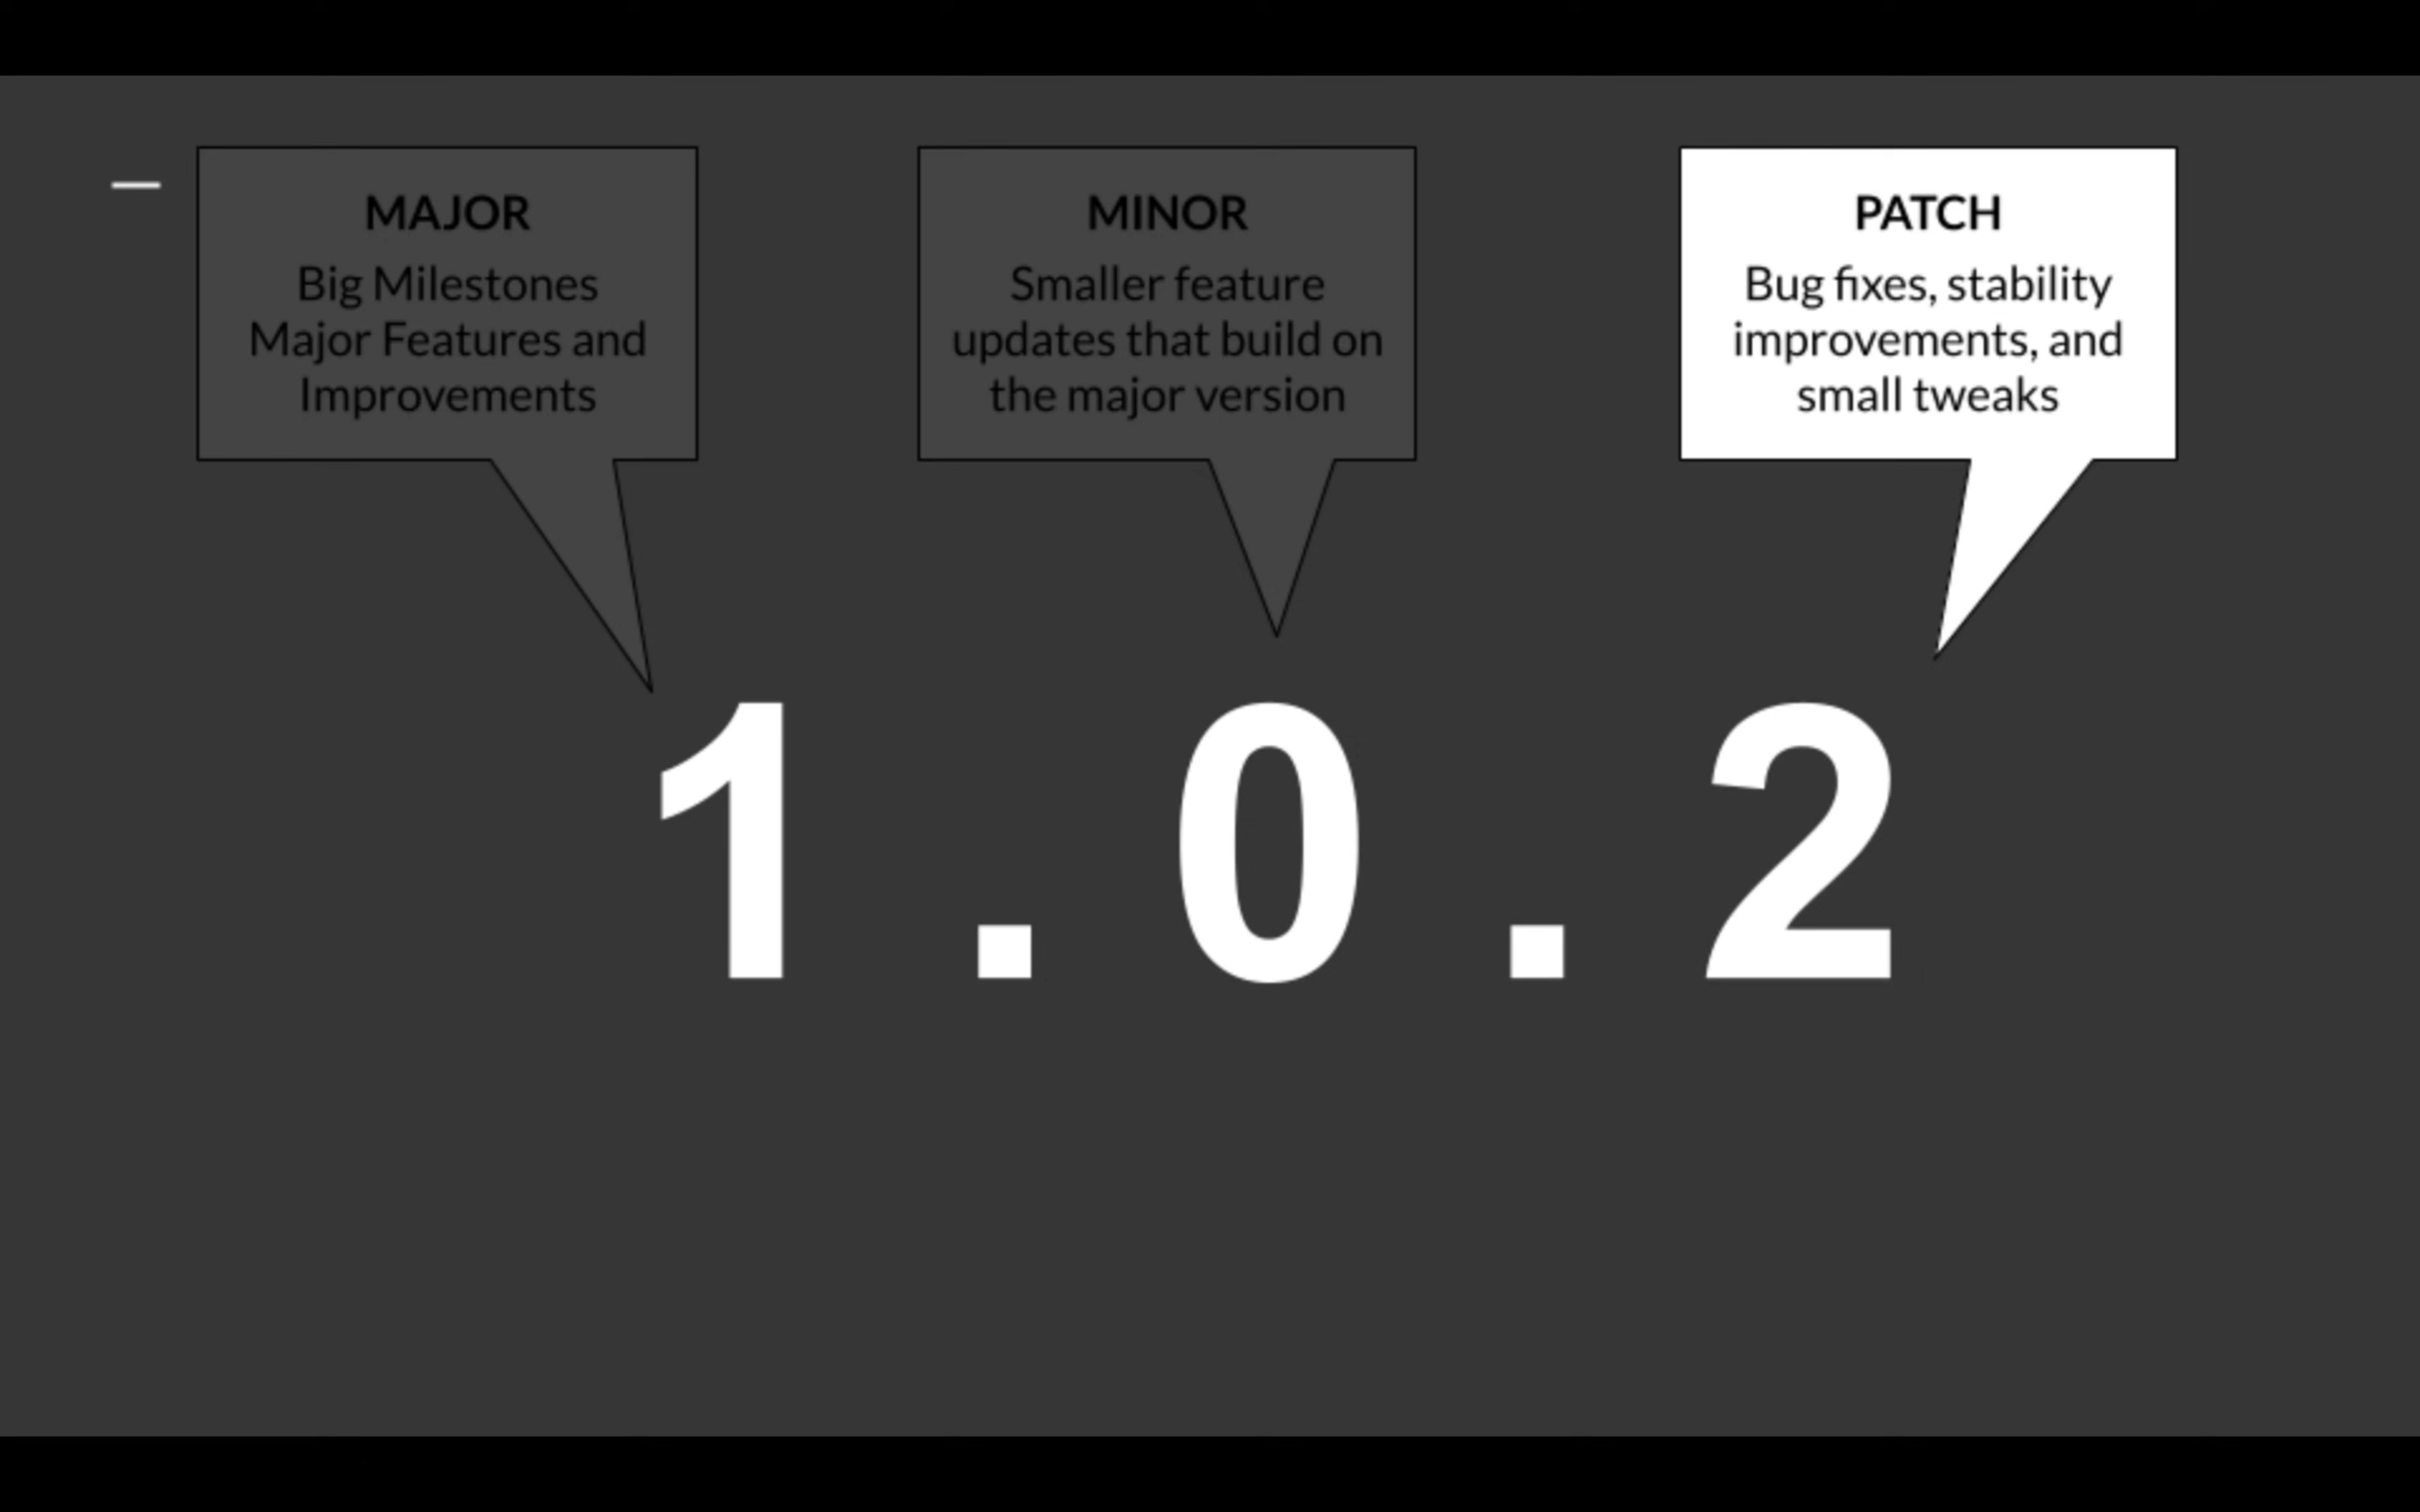 MAJOR
Big Milestones
Major Features and
Improvements
MINOR
Smaller feature
updates that build on
the major version
PATCH
Bug fixes, stability
improvements, and
small tweaks
1 . 0 . 2